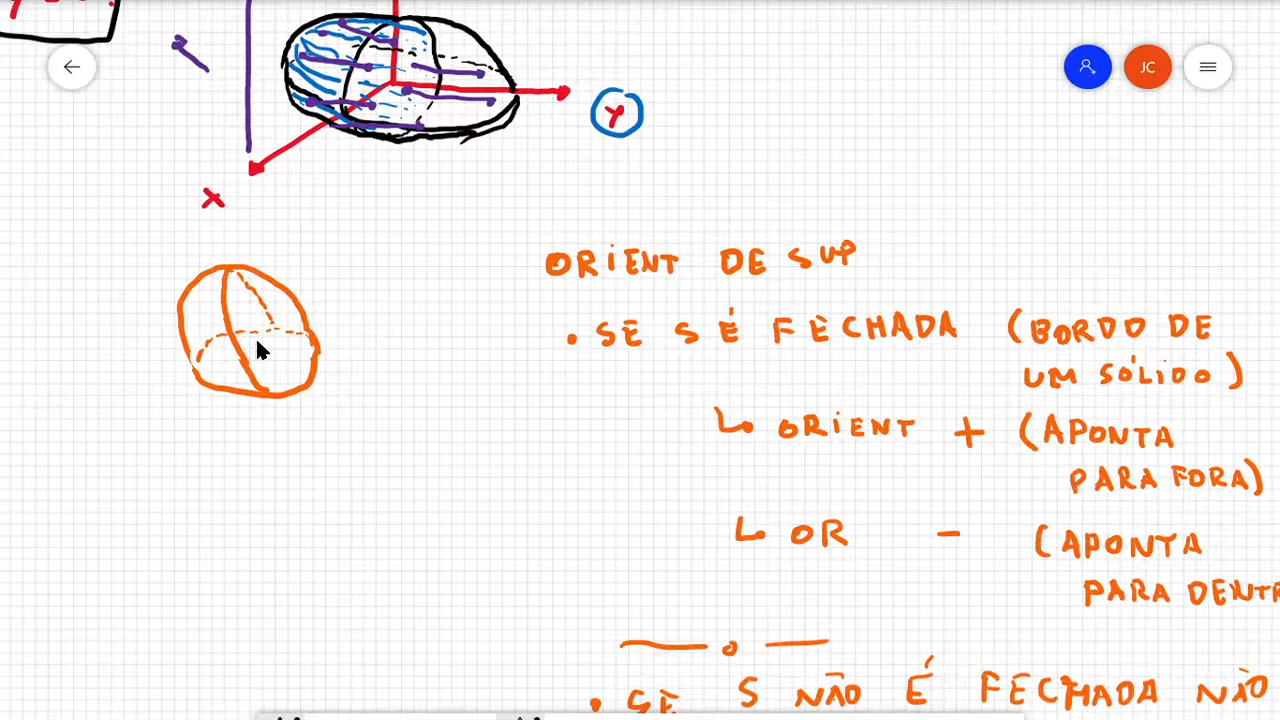 JC
Y
X
ORIENT DE SUP
. SE S É FECHADA (BORDO DE
UM SÓLIDO)
↳ ORIENT + (APONTA
PARA FORA)
↳ OR - (APONTA
PARA DENT
. SE S NÃO É FECHADA NÃO